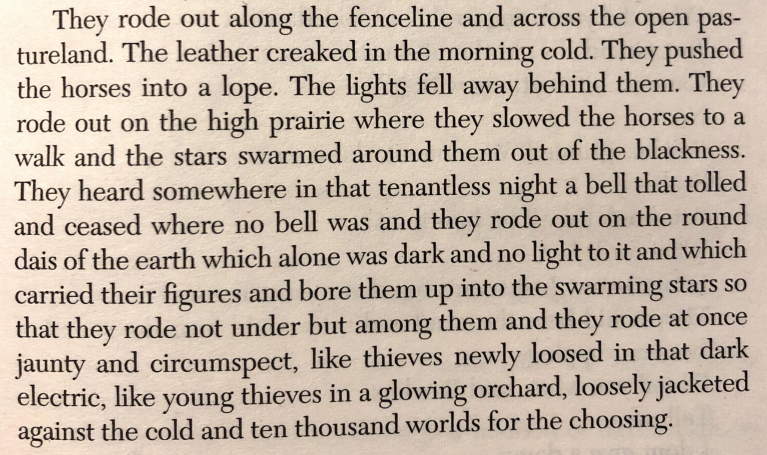 They rode out along the fenceline and across the open pas-
tureland. The leather creaked in the morning cold. They pushed
the horses into a lope. The lights fell away behind them. They
rode out on the high prairie where they slowed the horses to a
walk and the stars swarmed around them out of the blackness.
They heard somewhere in that tenantless night a bell that tolled
and ceased where no bell was and they rode out on the round
dais of the earth which alone was dark and no light to it and which
carried their figures and bore them up into the swarming stars so
that they rode not under but among them and they rode at once
jaunty and circumspect, like thieves newly loosed in that dark
electric, like young thieves in a glowing orchard, loosely jacketed
against the cold and ten thousand worlds for the choosing.